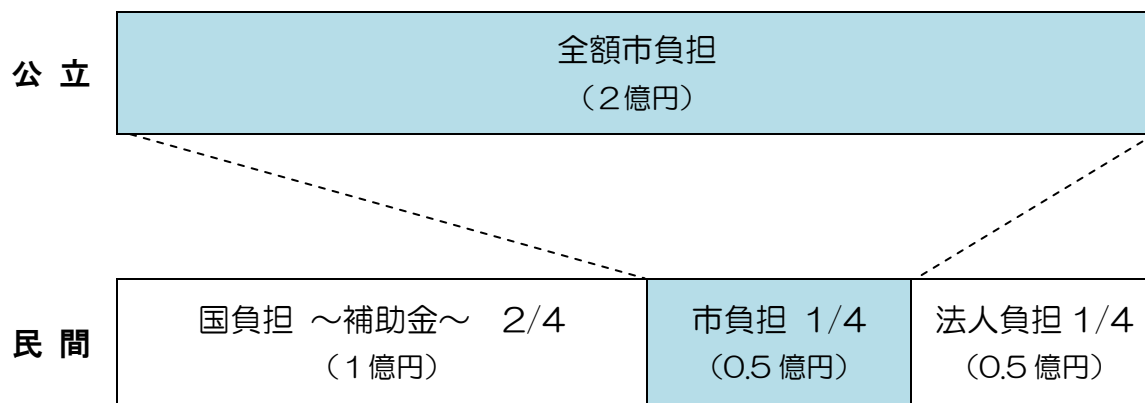 公 立
全額市負担
（２億円）
民 間
国負担 ～補助金～ 2/4
（１億円）
市負担 1/4
（0.5 億円）
法人負担 1/4
（0.5 億円）